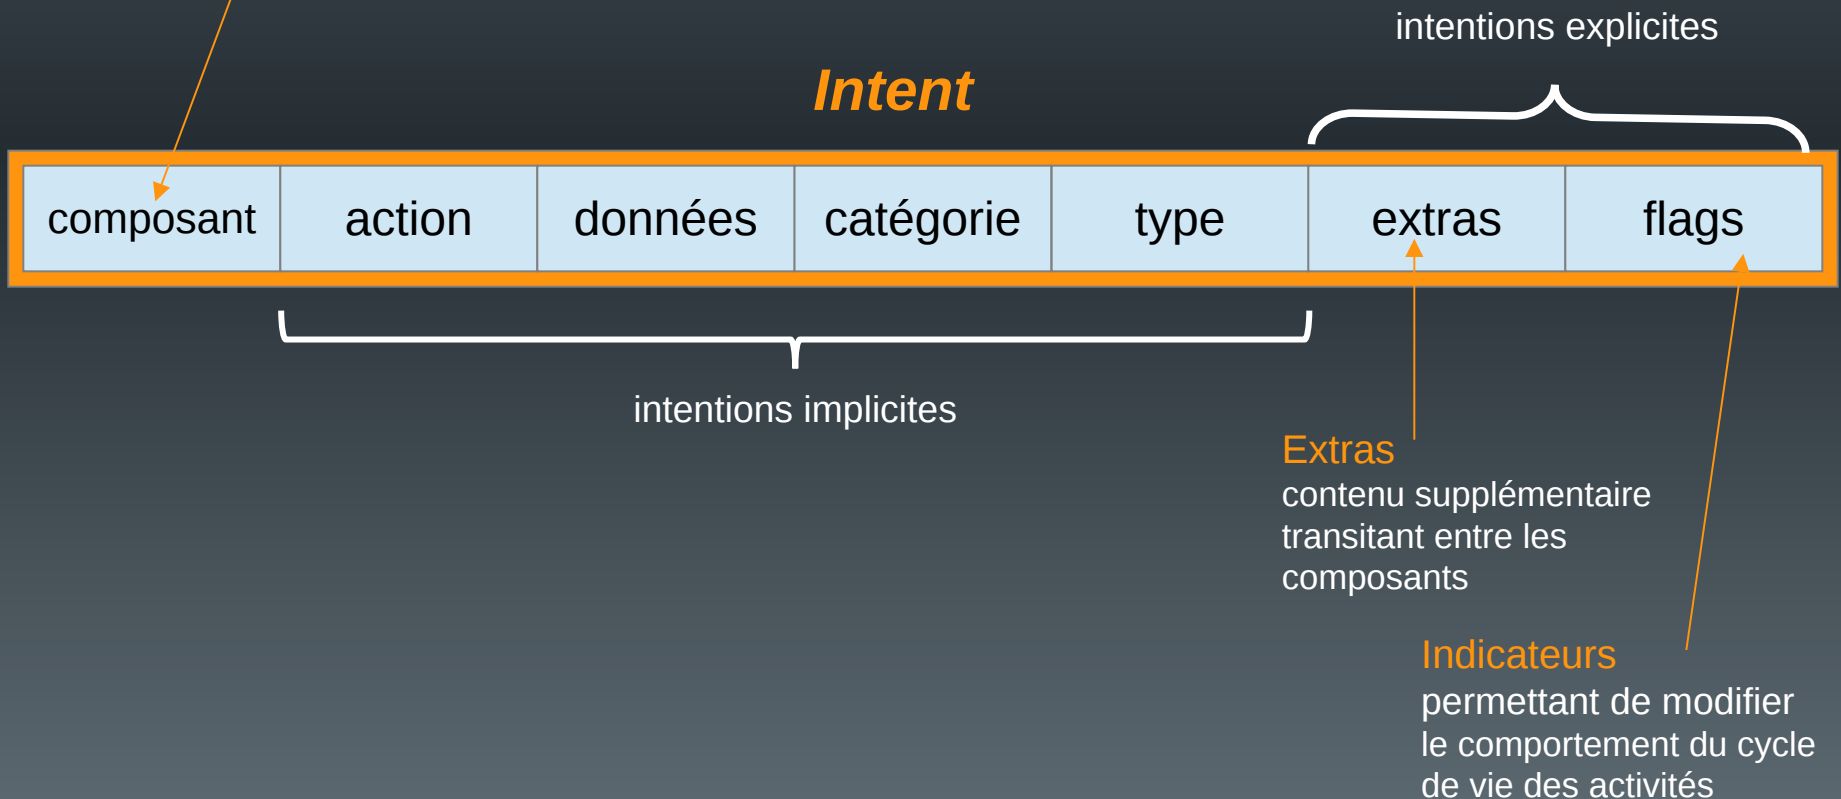 intentions explicites
Intent
composant action données catégorie type extras flags
intentions implicites
Extras
contenu supplémentaire
transitant entre les
composants
Indicateurs
permettant de modifier
le comportement du cycle
de vie des activités